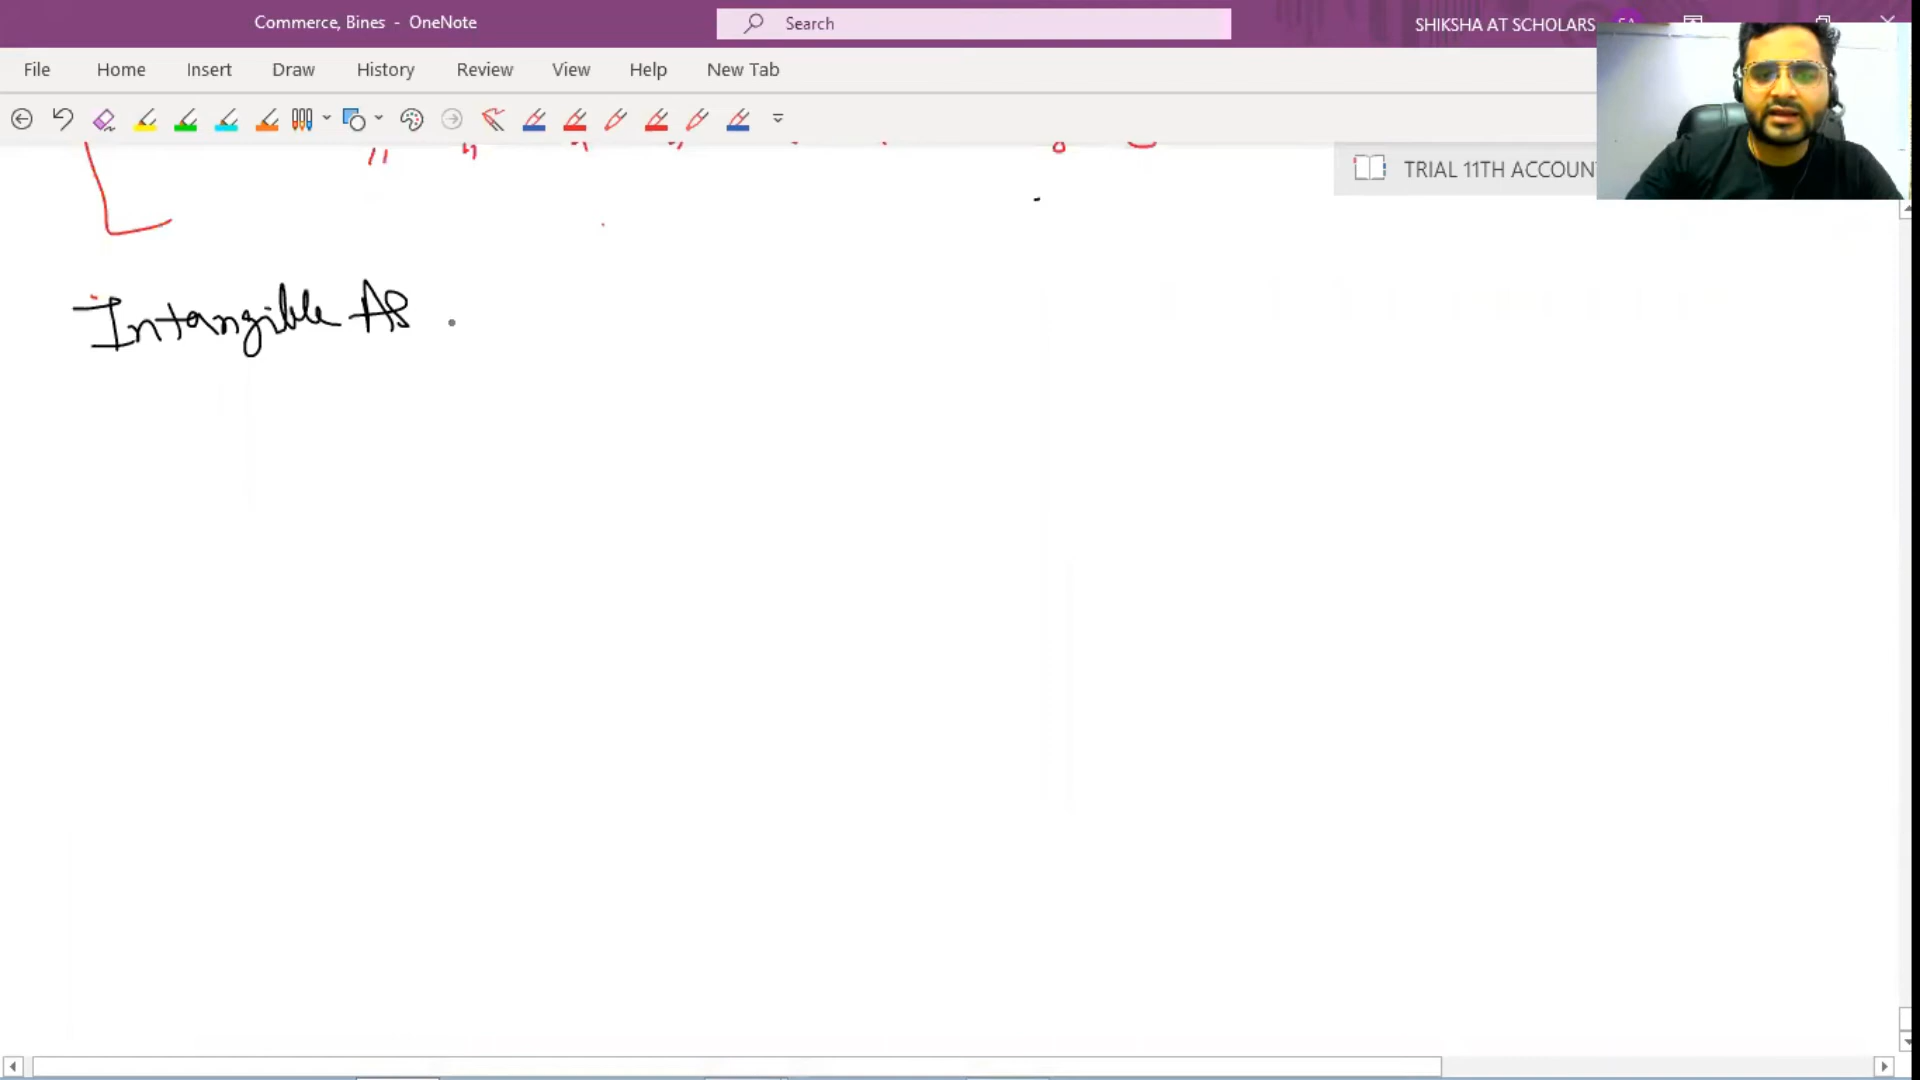 Commerce, Bines - OneNote
Search
SHIKSHA AT SCHOLARS
File Home Insert Draw History Review View Help New Tab
TRIAL 11TH ACCOUN
Intangible As